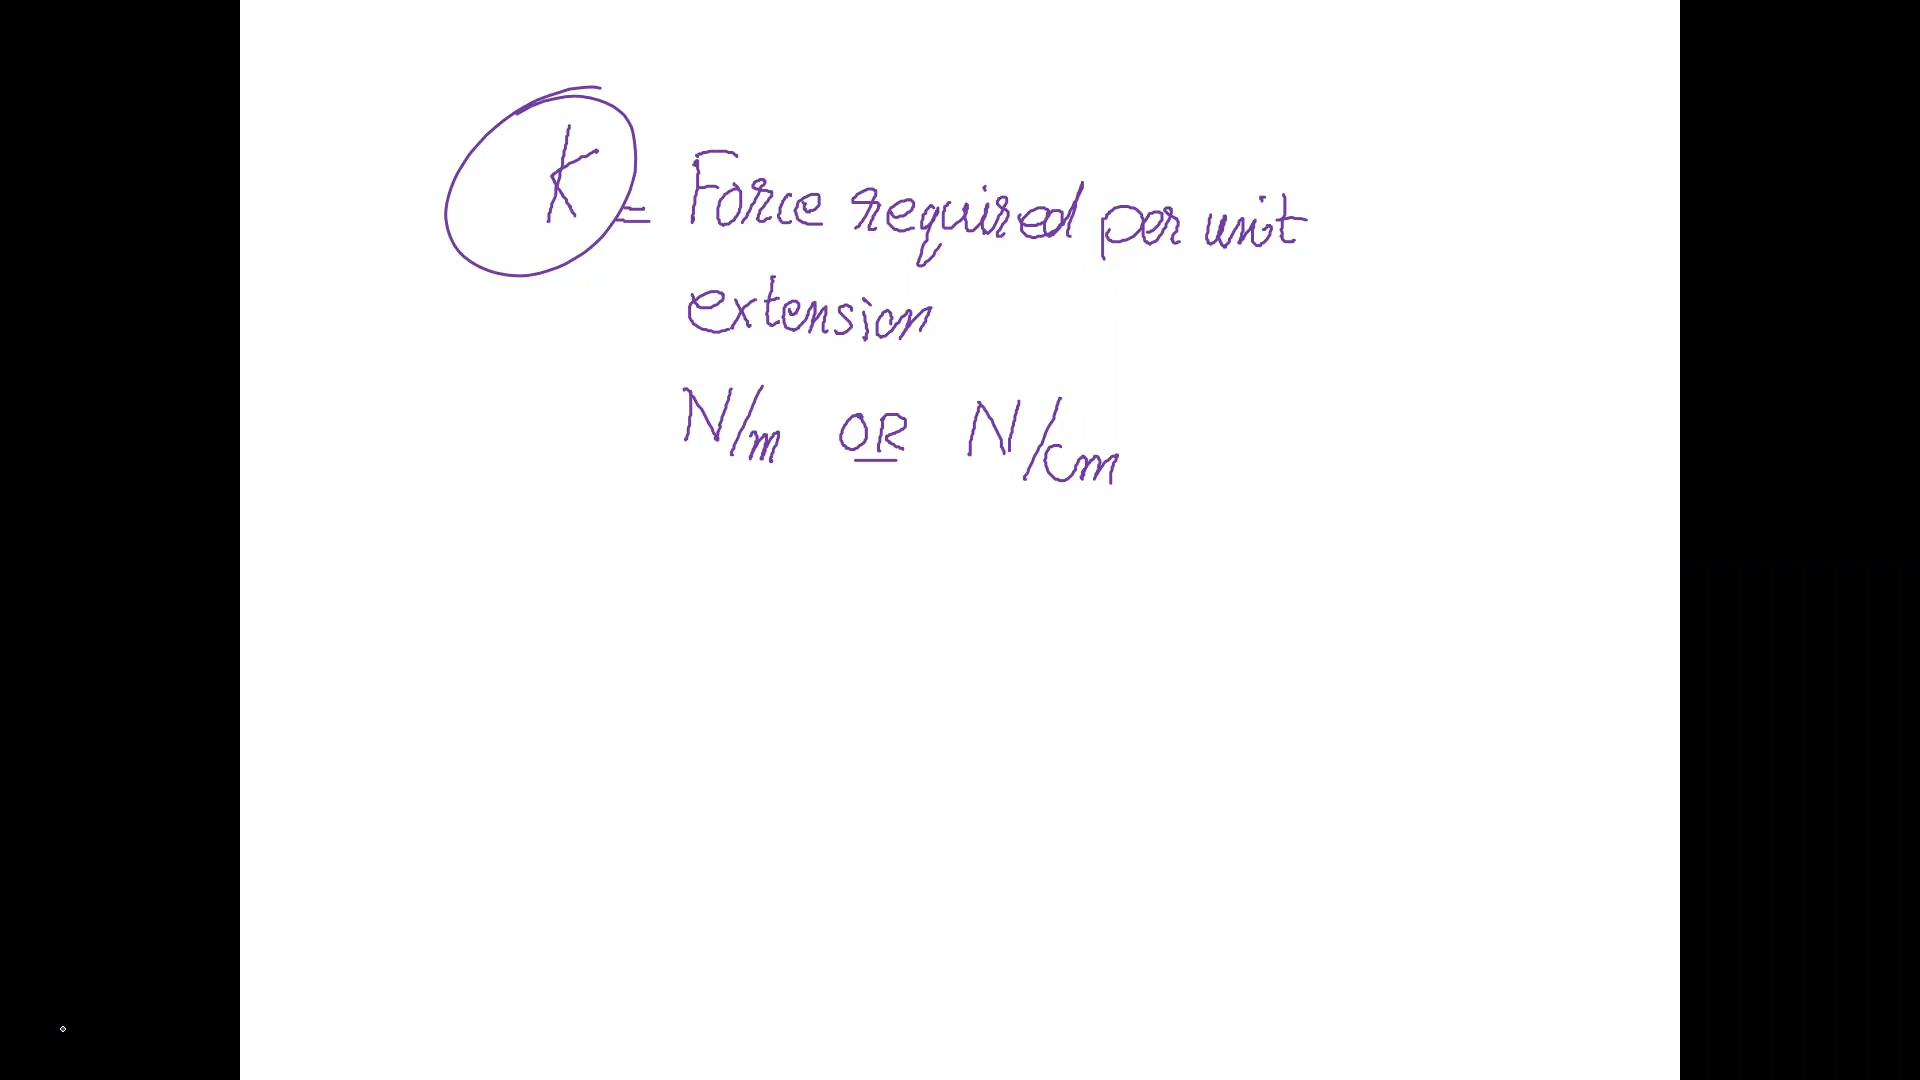 K = Force required per unit
extension
N/m OR N/cm